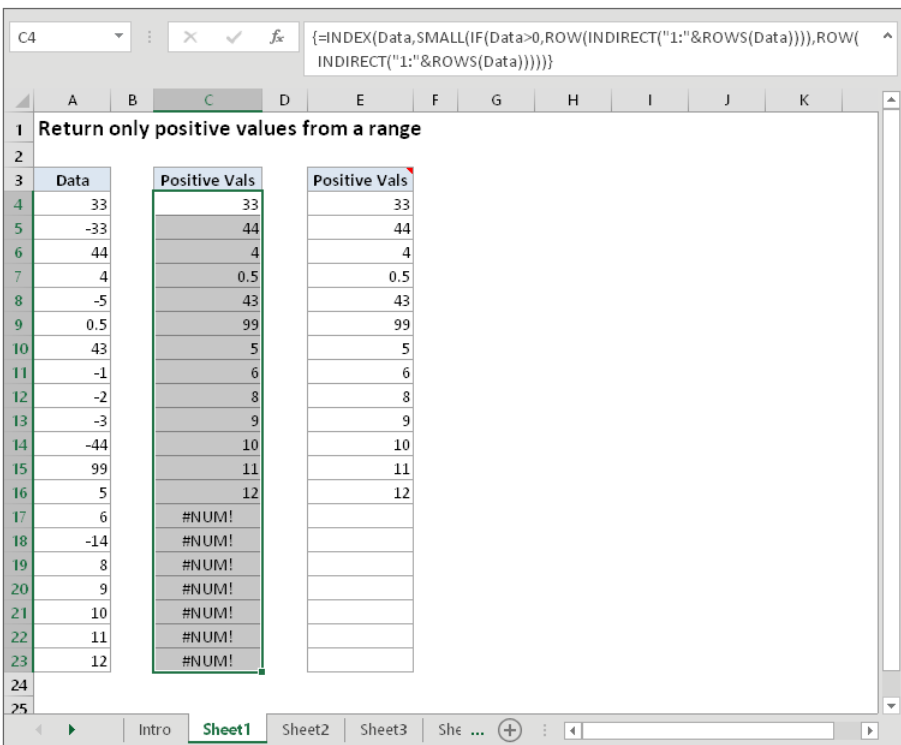 C4 fx {=INDEX(Data,SMALL(IF(Data>0,ROW(INDIRECT("1:"&ROWS(Data)))),ROW(
INDIRECT("1:"&ROWS(Data)))))}
A B C D E F G H I J K
1 Return only positive values from a range
2
3 Data Positive Vals Positive Vals
4 33 33 33
5 -33 44 44
6 44 4 4
7 4 0.5 0.5
8 -5 43 43
9 0.5 99 99
10 43 5 5
11 -1 6 6
12 -2 8 8
13 -3 9 9
14 -44 10 10
15 99 11 11
16 5 12 12
17 6 #NUM!
18 -14 #NUM!
19 8 #NUM!
20 9 #NUM!
21 10 #NUM!
22 11 #NUM!
23 12 #NUM!
24
25
Intro Sheet1 Sheet2 Sheet3 She ...